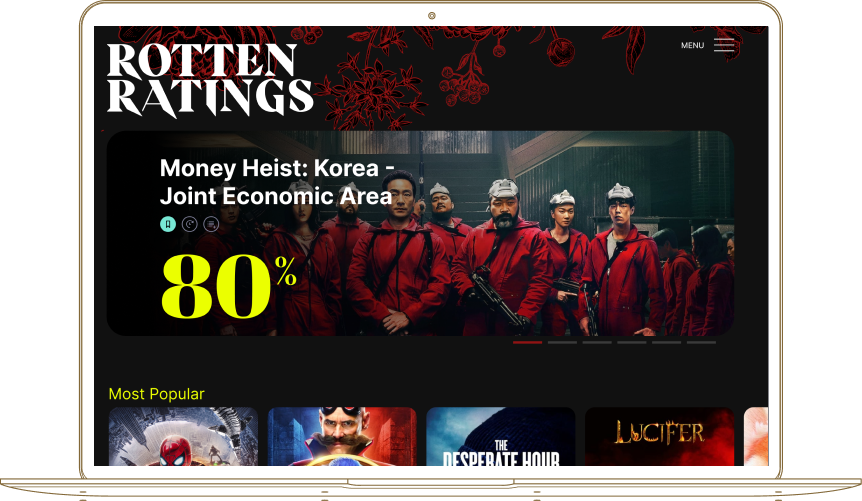 ROTTEN
RATINGS
MENU
Money Heist: Korea -
Joint Economic Area
80%
Most Popular
THE
DESPERATE HOUR
LUCIFER